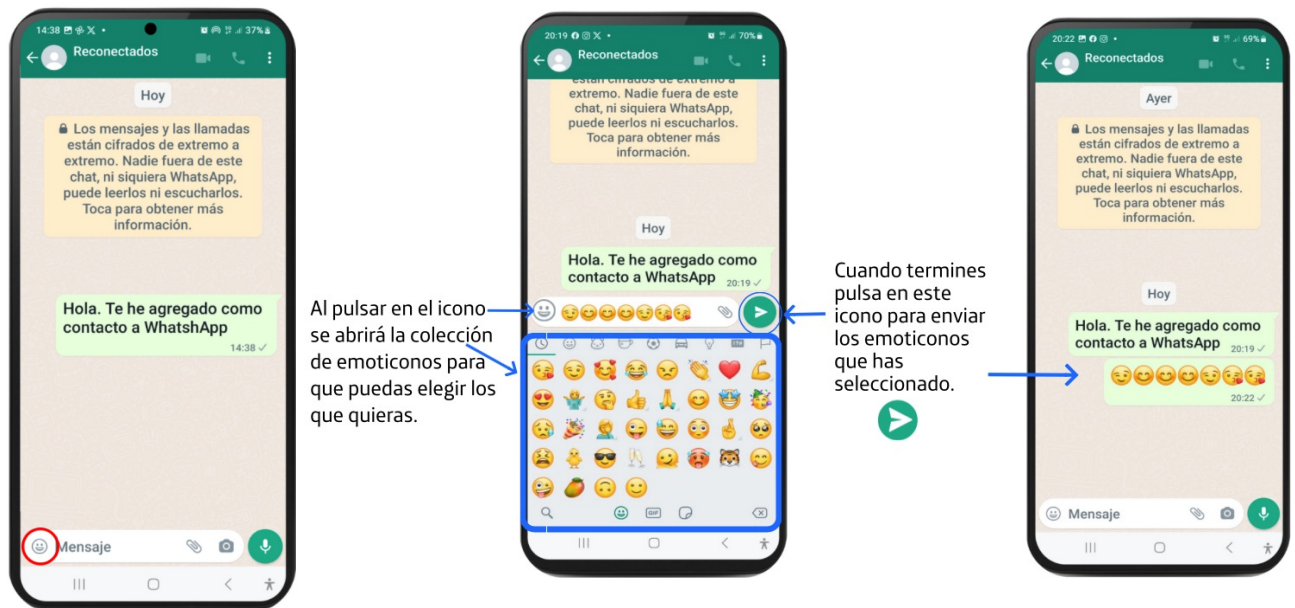 14:38
37%
Reconectados
Hoy
Los mensajes y las llamadas
están cifrados de extremo a
extremo. Nadie fuera de este
chat, ni siquiera WhatsApp,
puede leerlos ni escucharlos.
Toca para obtener más
información.
Hola. Te he agregado como
contacto a WhatshApp
14:38
Mensaje
Al pulsar en el icono
se abrirá la colección
de emoticonos para
que puedas elegir los
que quieras.
20:19
70%
Reconectados
están cifrados de extremo a
extremo. Nadie fuera de este
chat, ni siquiera WhatsApp,
puede leerlos ni escucharlos.
Toca para obtener más
información.
Hoy
Hola. Te he agregado como
contacto a WhatsApp
20:19
GIF
Cuando termines
pulsa en este
icono para enviar
los emoticonos
que has
seleccionado.
20:22
69%
Reconectados
Ayer
Los mensajes y las llamadas
están cifrados de extremo a
extremo. Nadie fuera de este
chat, ni siquiera WhatsApp,
puede leerlos ni escucharlos.
Toca para obtener más
información.
Hoy
Hola. Te he agregado como
contacto a WhatsApp
20:19
20:22
Mensaje